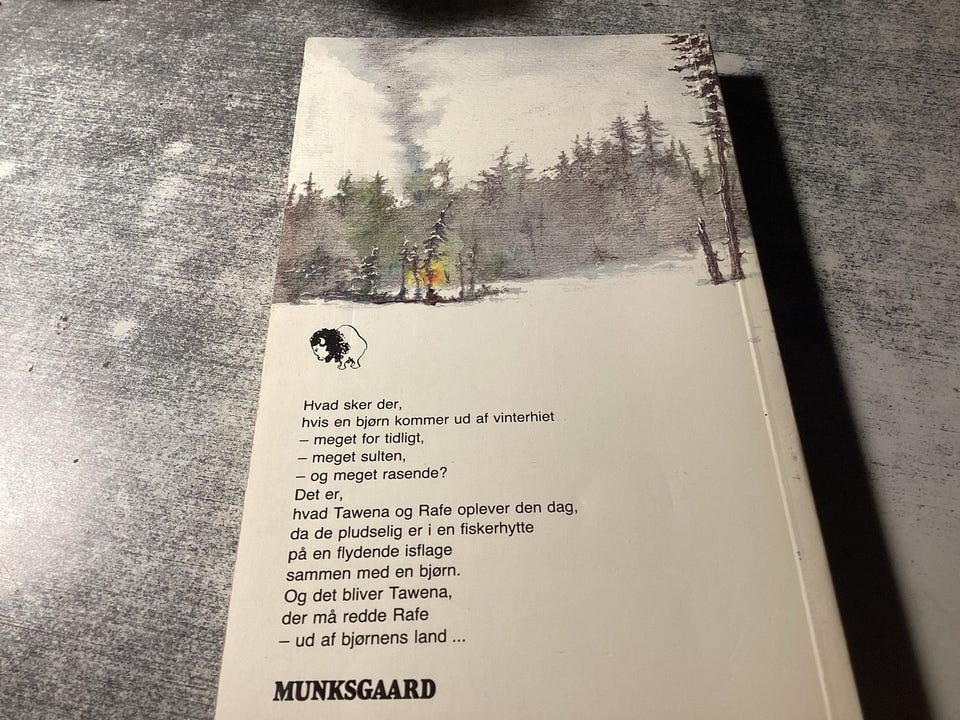 Hvad sker der,
hvis en bjørn kommer ud af vinterhiet
– meget for tidligt,
– meget sulten,
– og meget rasende?
Det er,
hvad Tawena og Rafe oplever den dag,
da de pludselig er i en fiskerhytte
på en flydende isflage
sammen med en bjørn.
Og det bliver Tawena,
der må redde Rafe
– ud af bjørnens land ...
MUNKSGAARD